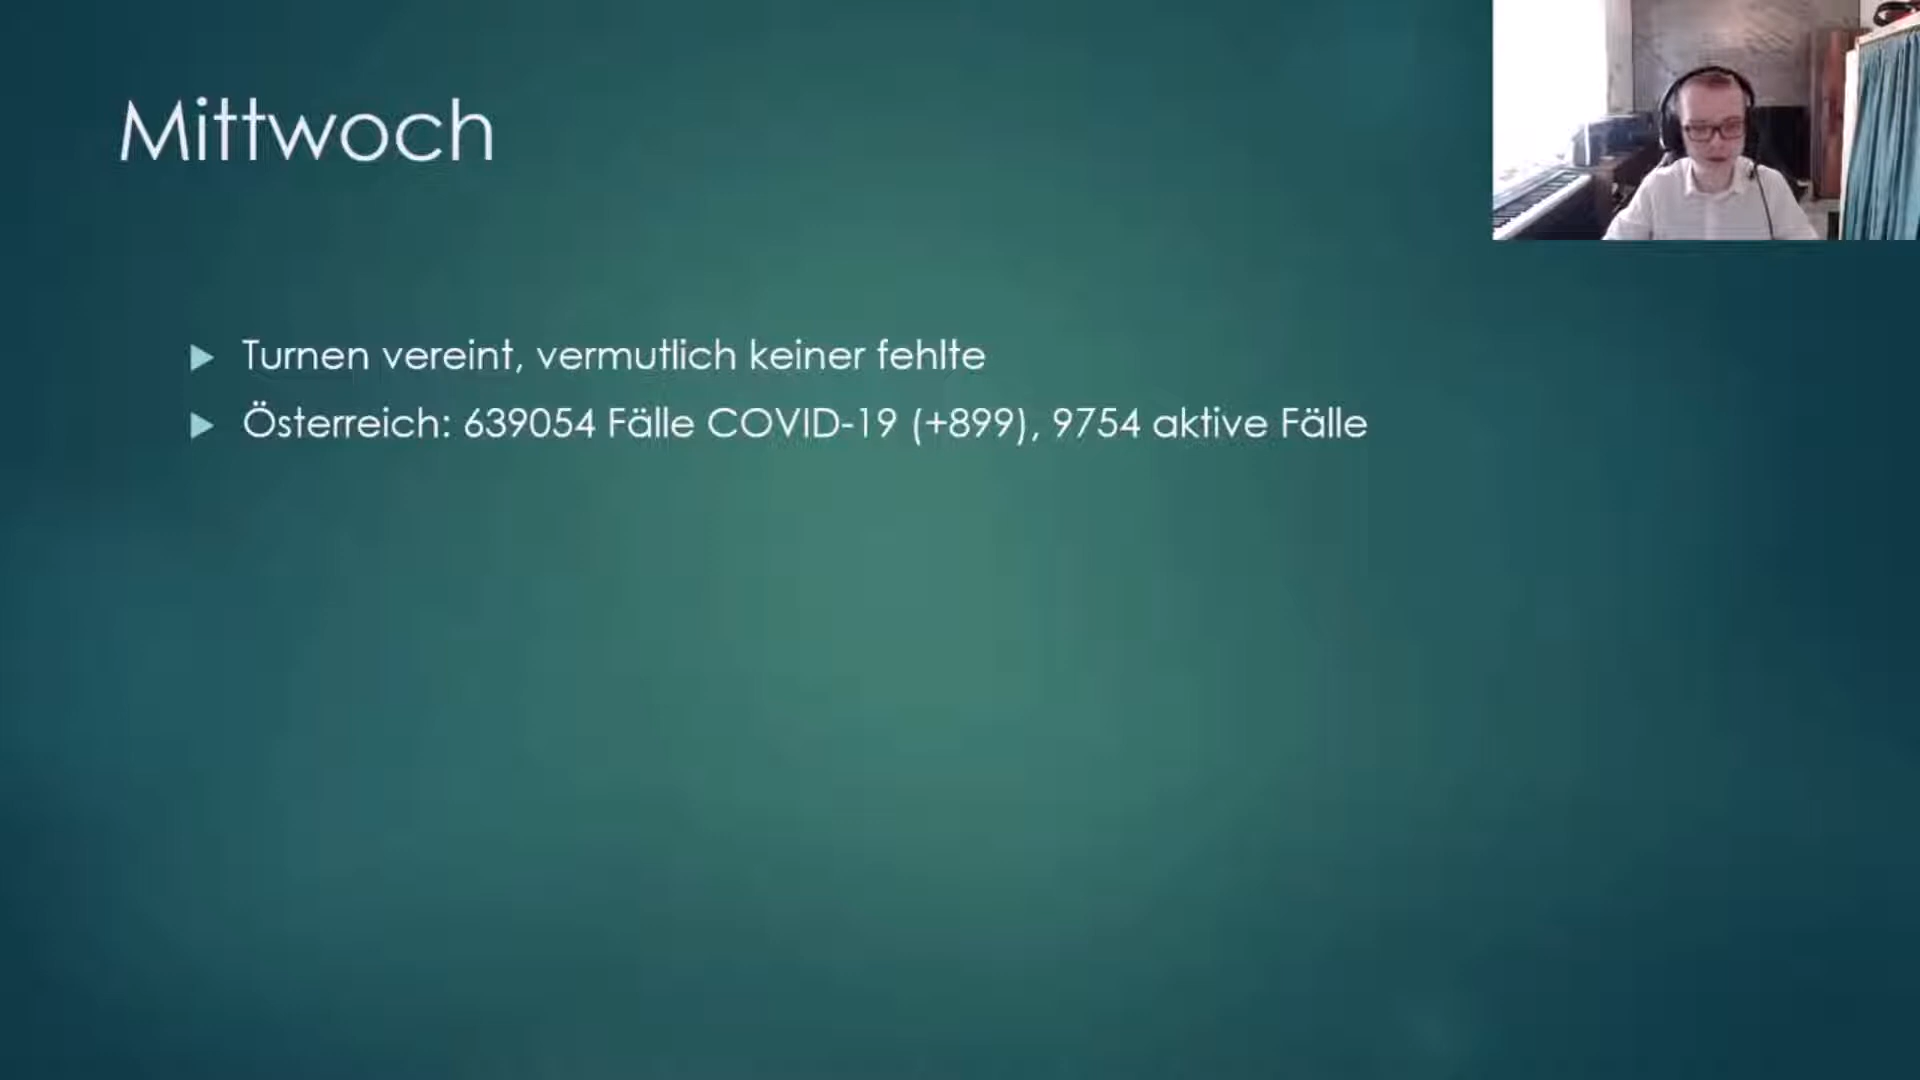 Mittwoch
Turnen vereint, vermutlich keiner fehlte
Österreich: 639054 Fälle COVID-19 (+899), 9754 aktive Fälle